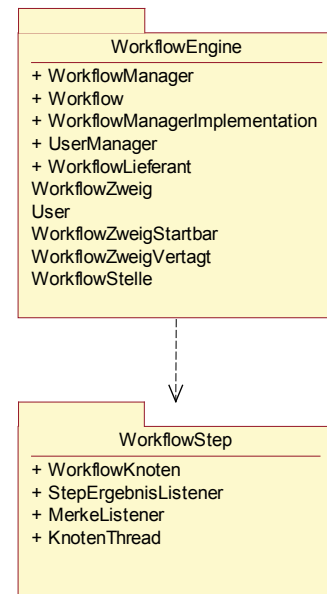 WorkflowEngine
+ WorkflowManager
+ Workflow
+ WorkflowManagerImplementation
+ UserManager
+ WorkflowLieferant
WorkflowZweig
User
WorkflowZweigStartbar
WorkflowZweigVertagt
WorkflowStelle
WorkflowStep
+ WorkflowKnoten
+ StepErgebnisListener
+ MerkeListener
+ KnotenThread